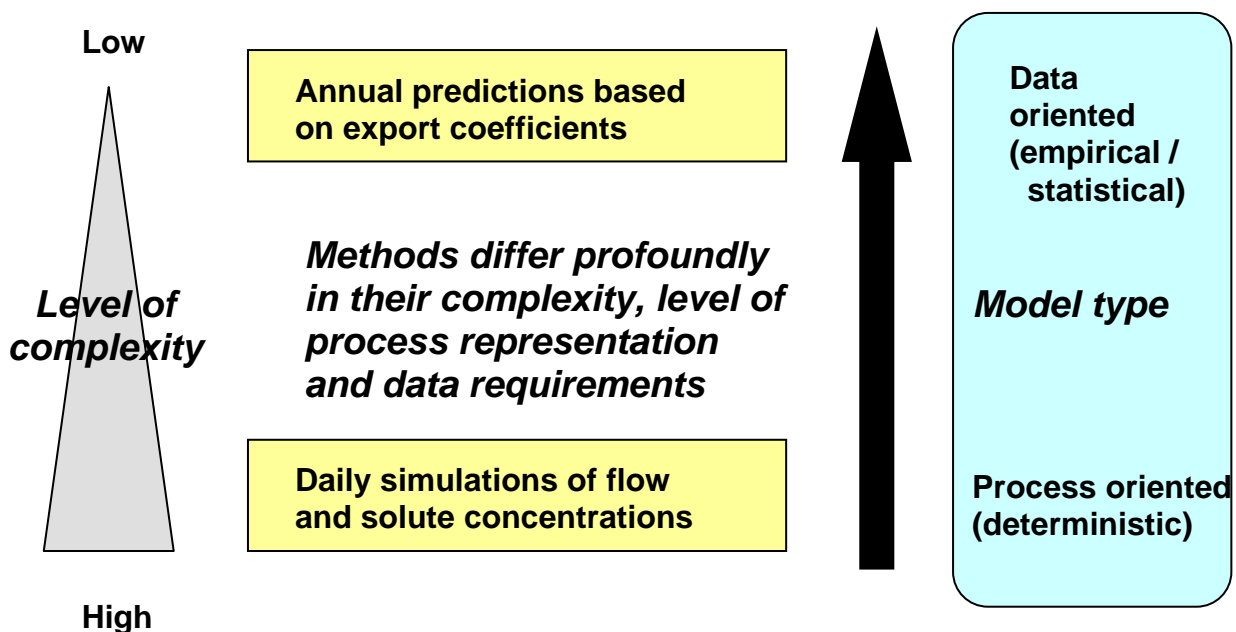 Low
Level of
complexity
High
Annual predictions based
on export coefficients
Methods differ profoundly
in their complexity, level of
process representation
and data requirements
Daily simulations of flow
and solute concentrations
Data
oriented
(empirical /
statistical)
Model type
Process oriented
(deterministic)